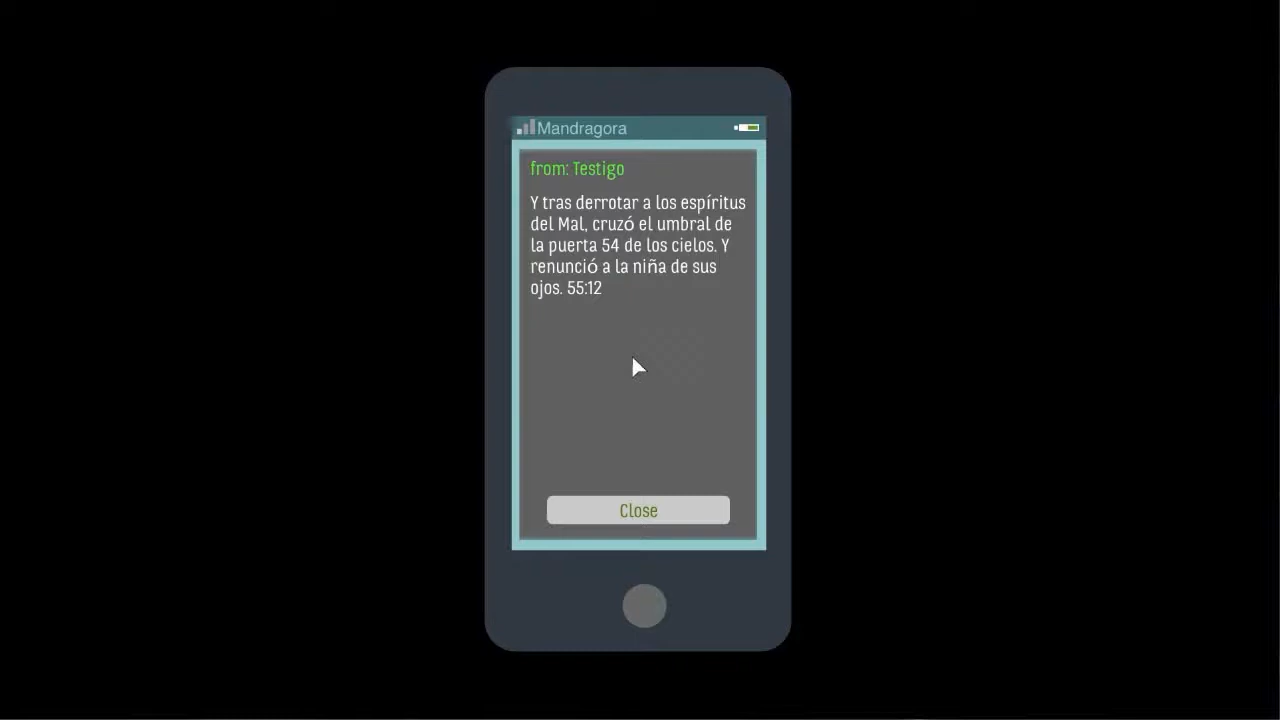 Mandragora
from: Testigo
Y tras derrotar a los espíritus
del Mal, cruzó el umbral de
la puerta 54 de los cielos. Y
renunció a la niña de sus
ojos. 55:12
Close